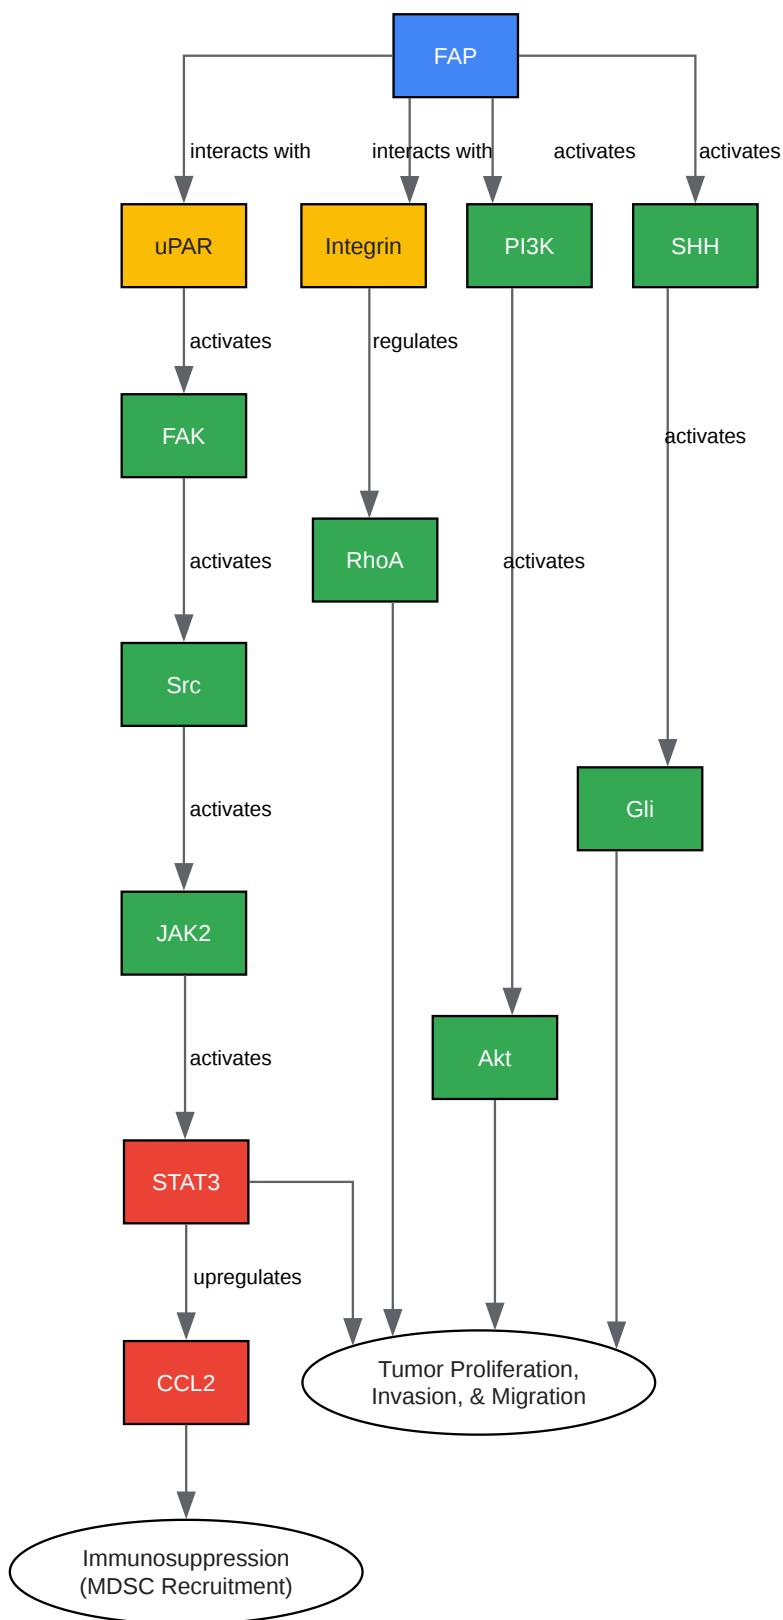 FAP
interacts with
interacts with
activates
activates
uPAR
Integrin
PI3K
SHH
activates
regulates
FAK
activates
activates
RhoA
activates
Src
activates
Gli
JAK2
activates
Akt
STAT3
upregulates
CCL2
Tumor Proliferation,
Invasion, & Migration
Immunosuppression
(MDSC Recruitment)